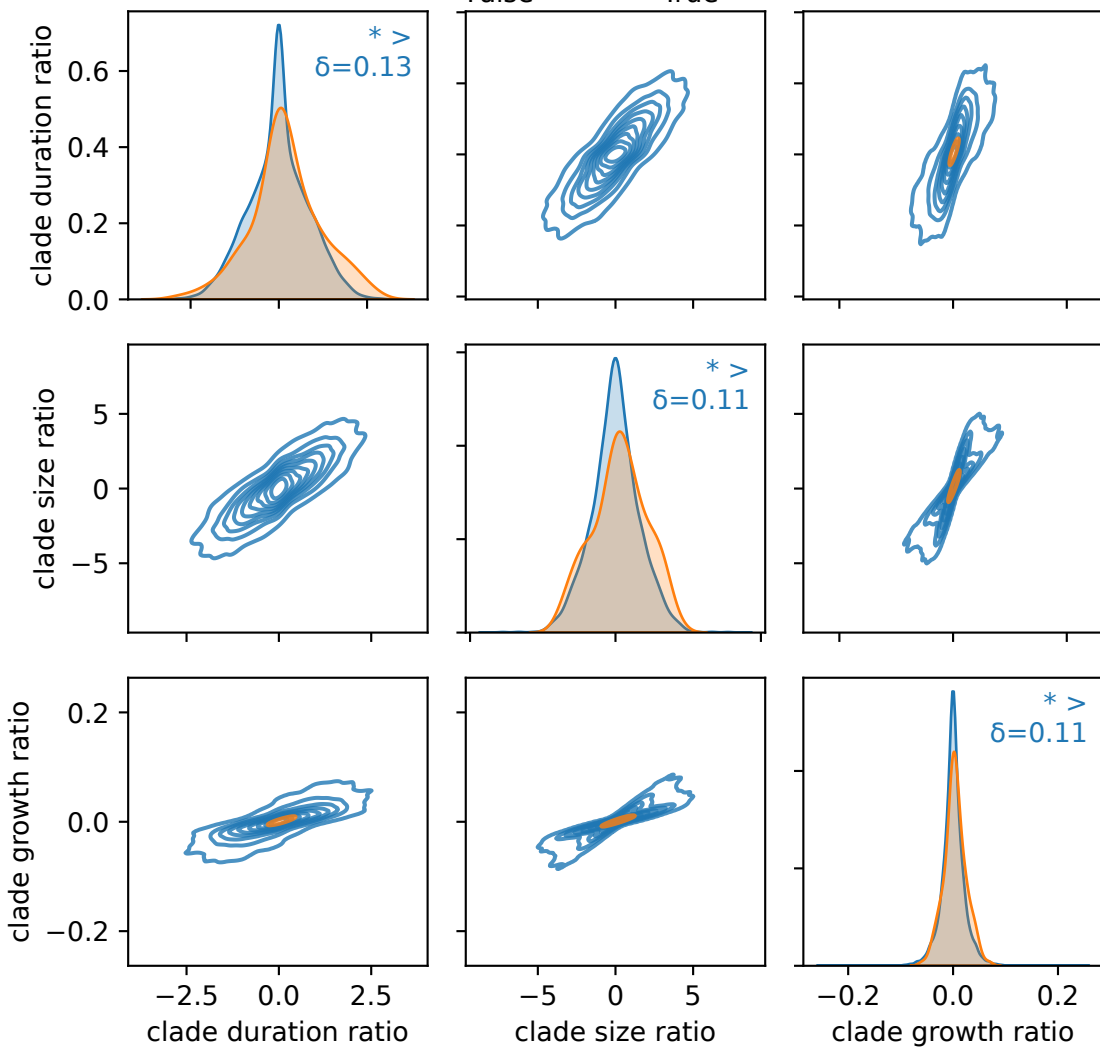 False True
clade duration ratio
0.6
0.4
0.2
0.0
* >
δ=0.13
clade size ratio
5
0
−5
* >
δ=0.11
clade growth ratio
0.2
0.0
−0.2
* >
δ=0.11
−2.5 0.0 2.5
−5 0 5
−0.2 0.0 0.2
clade duration ratio
clade size ratio
clade growth ratio